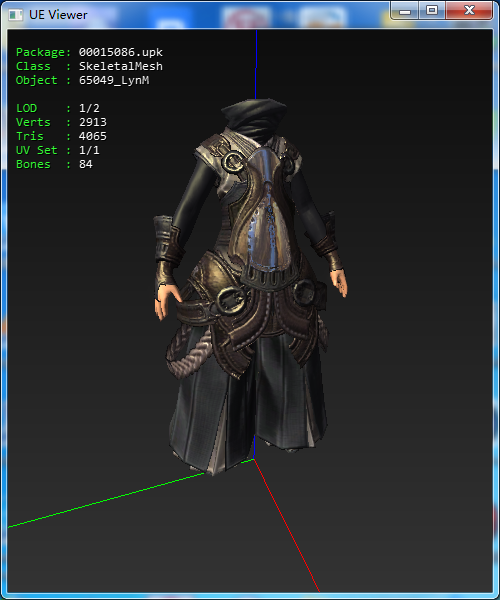 UE Viewer
Package: 00015086.upk
Class : SkeletalMesh
Object : 65049_LynM
LOD : 1/2
Verts : 2913
Tris : 4065
UV Set : 1/1
Bones : 84